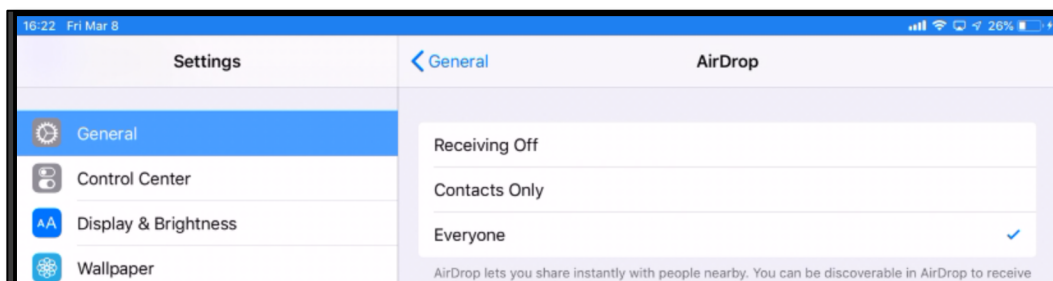 16:22 Fri Mar 8
26%
Settings
General
AirDrop
General
Control Center
Display & Brightness
Wallpaper
Receiving Off
Contacts Only
Everyone
AirDrop lets you share instantly with people nearby. You can be discoverable in AirDrop to receive